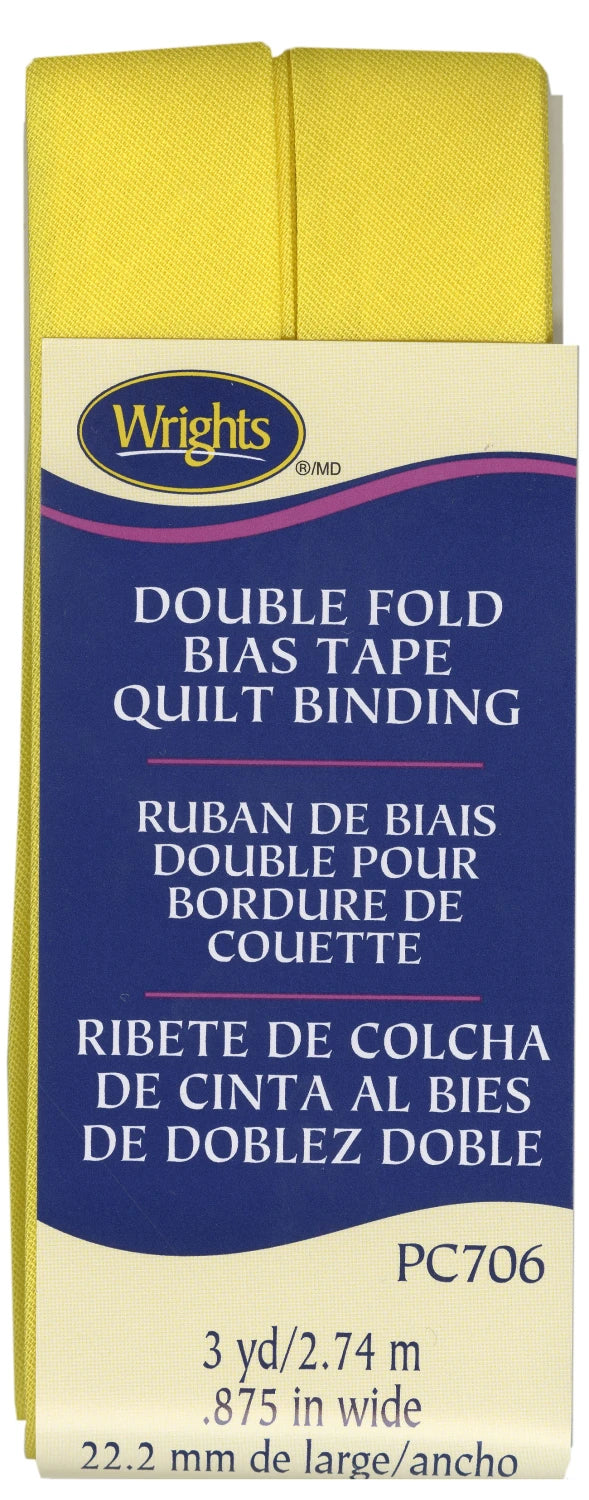 Wrights
®/MD
DOUBLE FOLD
BIAS TAPE
QUILT BINDING
RUBAN DE BIAIS
DOUBLE POUR
BORDURE DE
COUETTE
RIBETE DE COLCHA
DE CINTA AL BIES
DE DOBLEZ DOBLE
PC706
3 yd/2.74 m
.875 in wide
22.2 mm de large/ancho